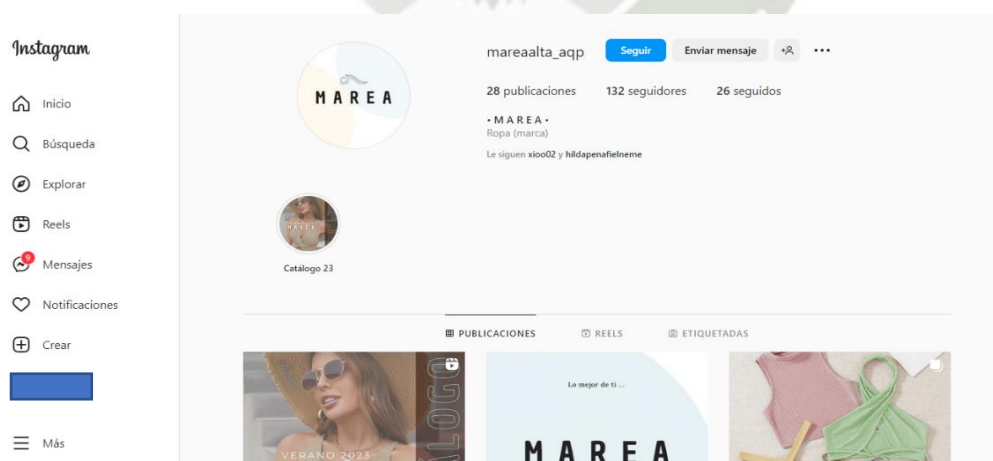 Instagram
Inicio
Búsqueda
Explorar
Reels
9
Mensajes
Notificaciones
Crear
Más
MAREA
mareaalta_aqp Seguir Enviar mensaje
28 publicaciones 132 seguidores 26 seguidos
• M A R E A •
Ropa (marca)
Le siguen xioo02 y hildapenafielneme
MAREA
Catálogo 23
PUBLICACIONES REELS ETIQUETADAS
VERANO 2023
Lo mejor de ti ...
MAREA